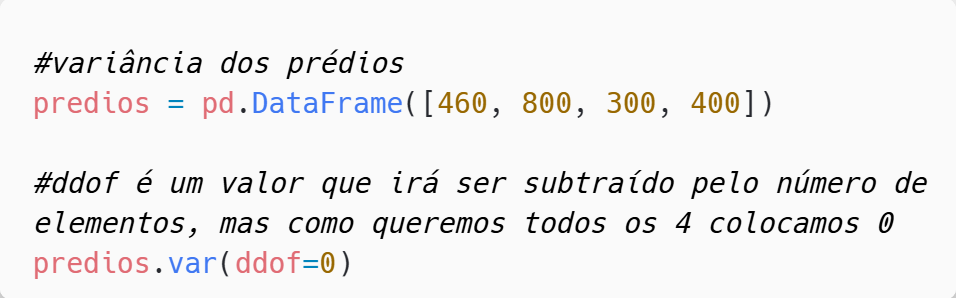 #variância dos prédios
predios = pd.DataFrame([460, 800, 300, 400])
#ddof é um valor que irá ser subtraído pelo número de
elementos, mas como queremos todos os 4 colocamos 0
predios.var(ddof=0)